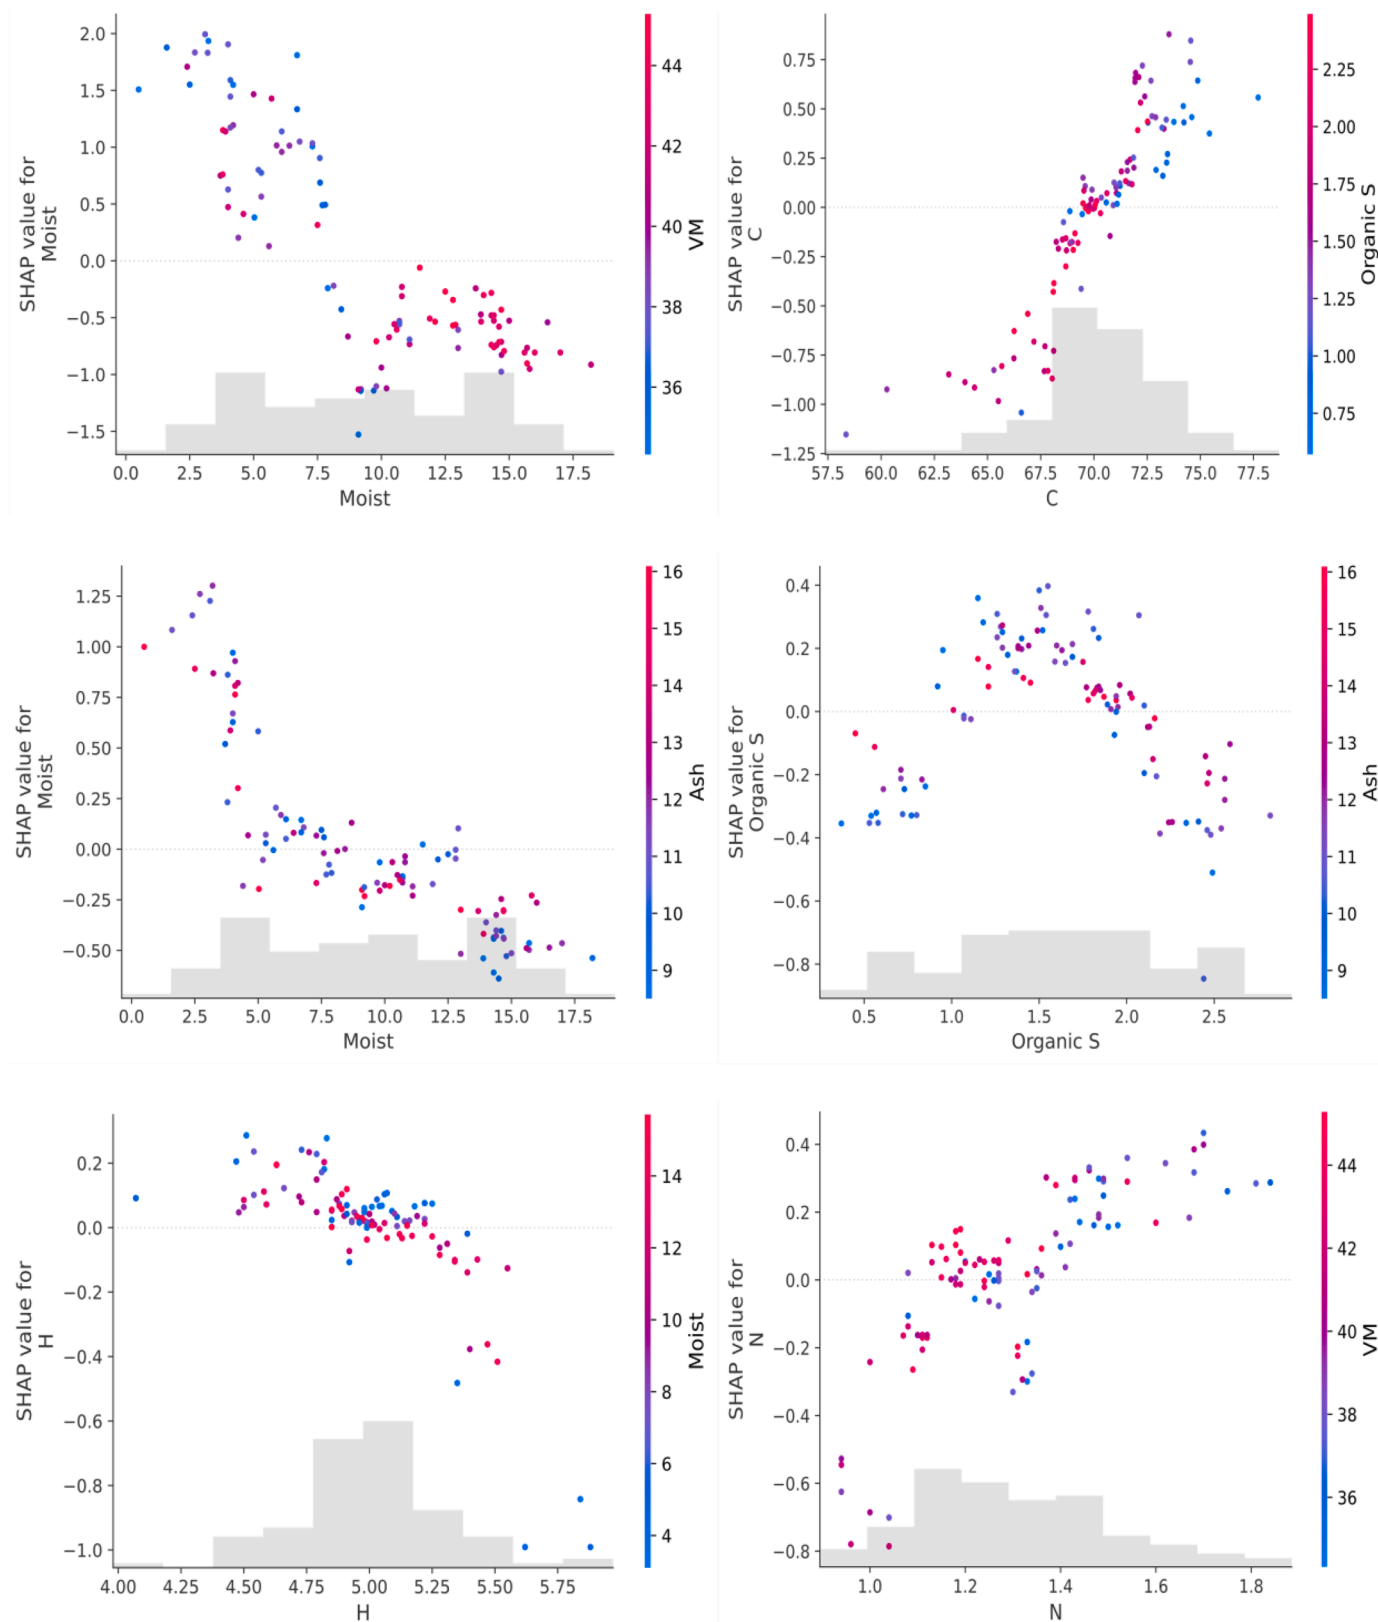 2.0
1.5
1.0
0.5
0.0
−0.5
−1.0
−1.5
SHAP value for
Moist
0.0 2.5 5.0 7.5 10.0 12.5 15.0 17.5
Moist
44
42
40
38
36
VM
0.75
0.50
0.25
0.00
−0.25
−0.50
−0.75
−1.00
−1.25
SHAP value for
C
57.5 60.0 62.5 65.0 67.5 70.0 72.5 75.0 77.5
C
2.25
2.00
1.75
1.50
1.25
1.00
0.75
Organic S
1.25
1.00
0.75
0.50
0.25
0.00
−0.25
−0.50
SHAP value for
Moist
0.0 2.5 5.0 7.5 10.0 12.5 15.0 17.5
Moist
16
15
14
13
12
11
10
9
Ash
0.4
0.2
0.0
−0.2
−0.4
−0.6
−0.8
SHAP value for
Organic S
0.5 1.0 1.5 2.0 2.5
Organic S
16
15
14
13
12
11
10
9
Ash
0.2
0.0
−0.2
−0.4
−0.6
−0.8
−1.0
SHAP value for
H
4.00 4.25 4.50 4.75 5.00 5.25 5.50 5.75
H
14
12
10
8
6
4
Moist
0.4
0.2
0.0
−0.2
−0.4
−0.6
−0.8
SHAP value for
N
1.0 1.2 1.4 1.6 1.8
N
44
42
40
38
36
VM